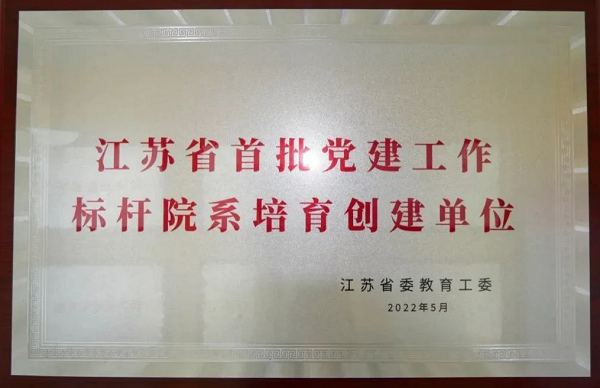 江苏省首批党建工作
标杆院系培育创建单位
江苏省委教育工委
2022年5月